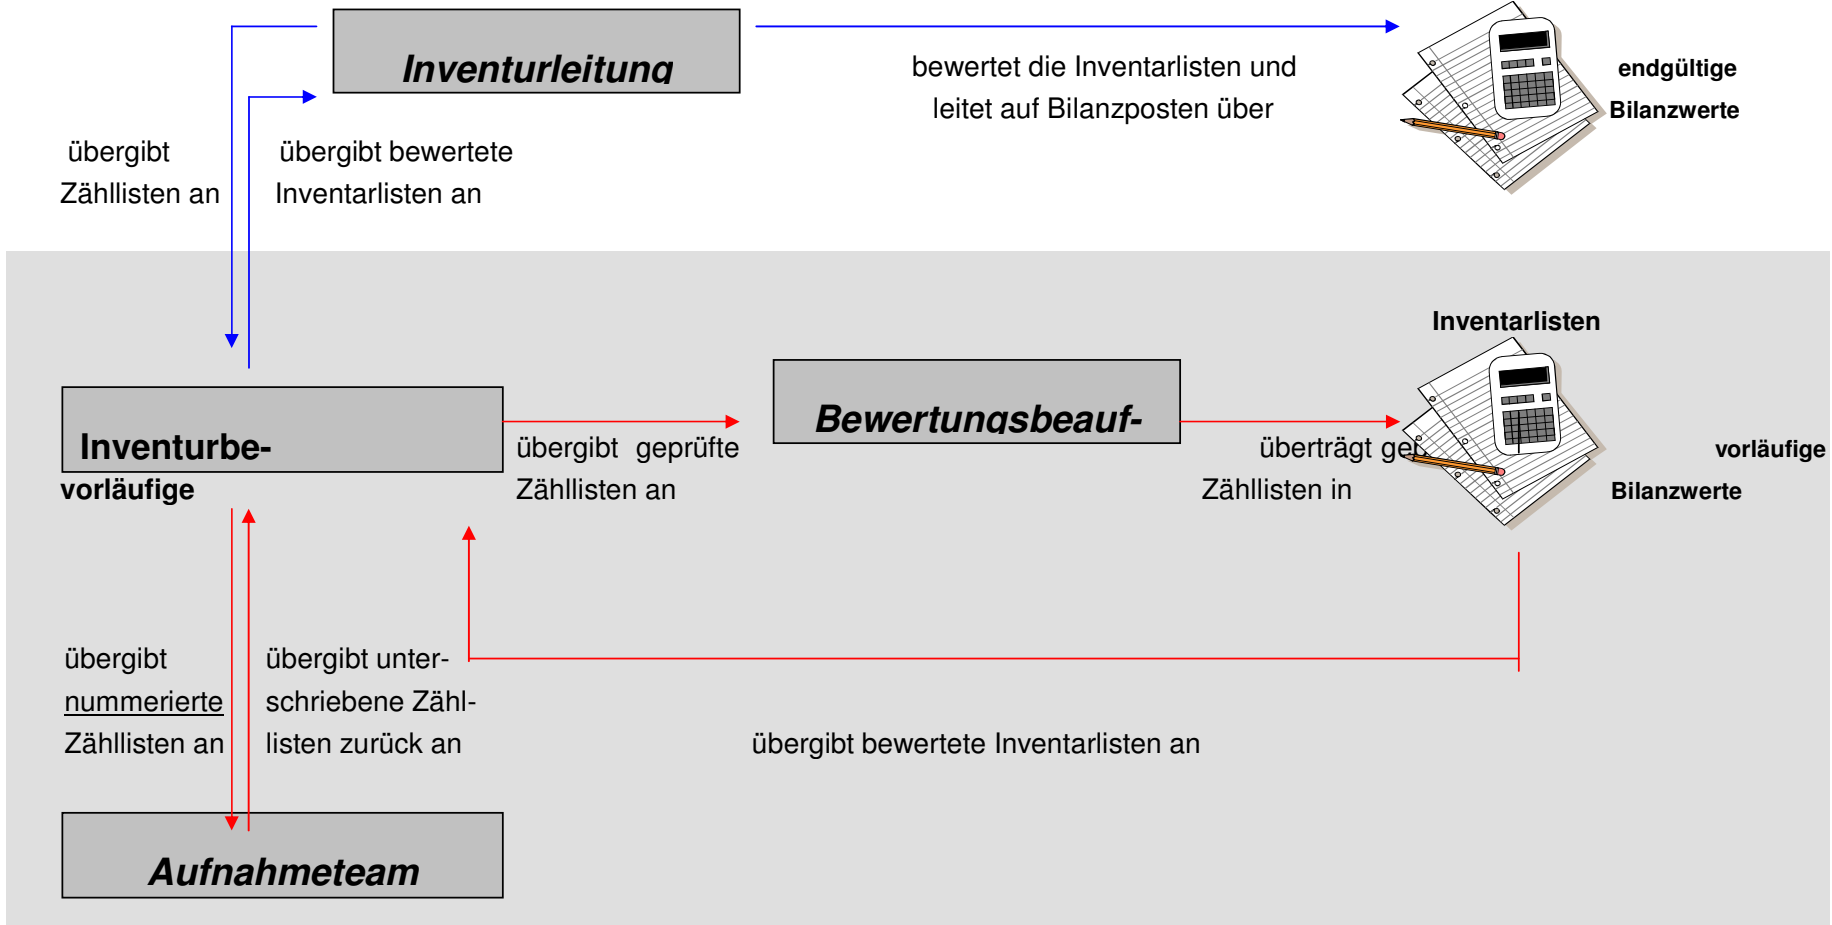 Inventurleitung
bewertet die Inventarlisten und
leitet auf Bilanzposten über
endgültige
Bilanzwerte
übergibt
Zähllisten an
übergibt bewertete
Inventarlisten an
Inventarlisten
Inventurbe-
vorläufige
übergibt geprüfte
Zähllisten an
Bewertungsbeauf-
überträgt
Zähllisten in
vorläufige
Bilanzwerte
übergibt
nummerierte
Zähllisten an
übergibt unter-
schriebene Zähl-
listen zurück an
übergibt bewertete Inventarlisten an
Aufnahmeteam